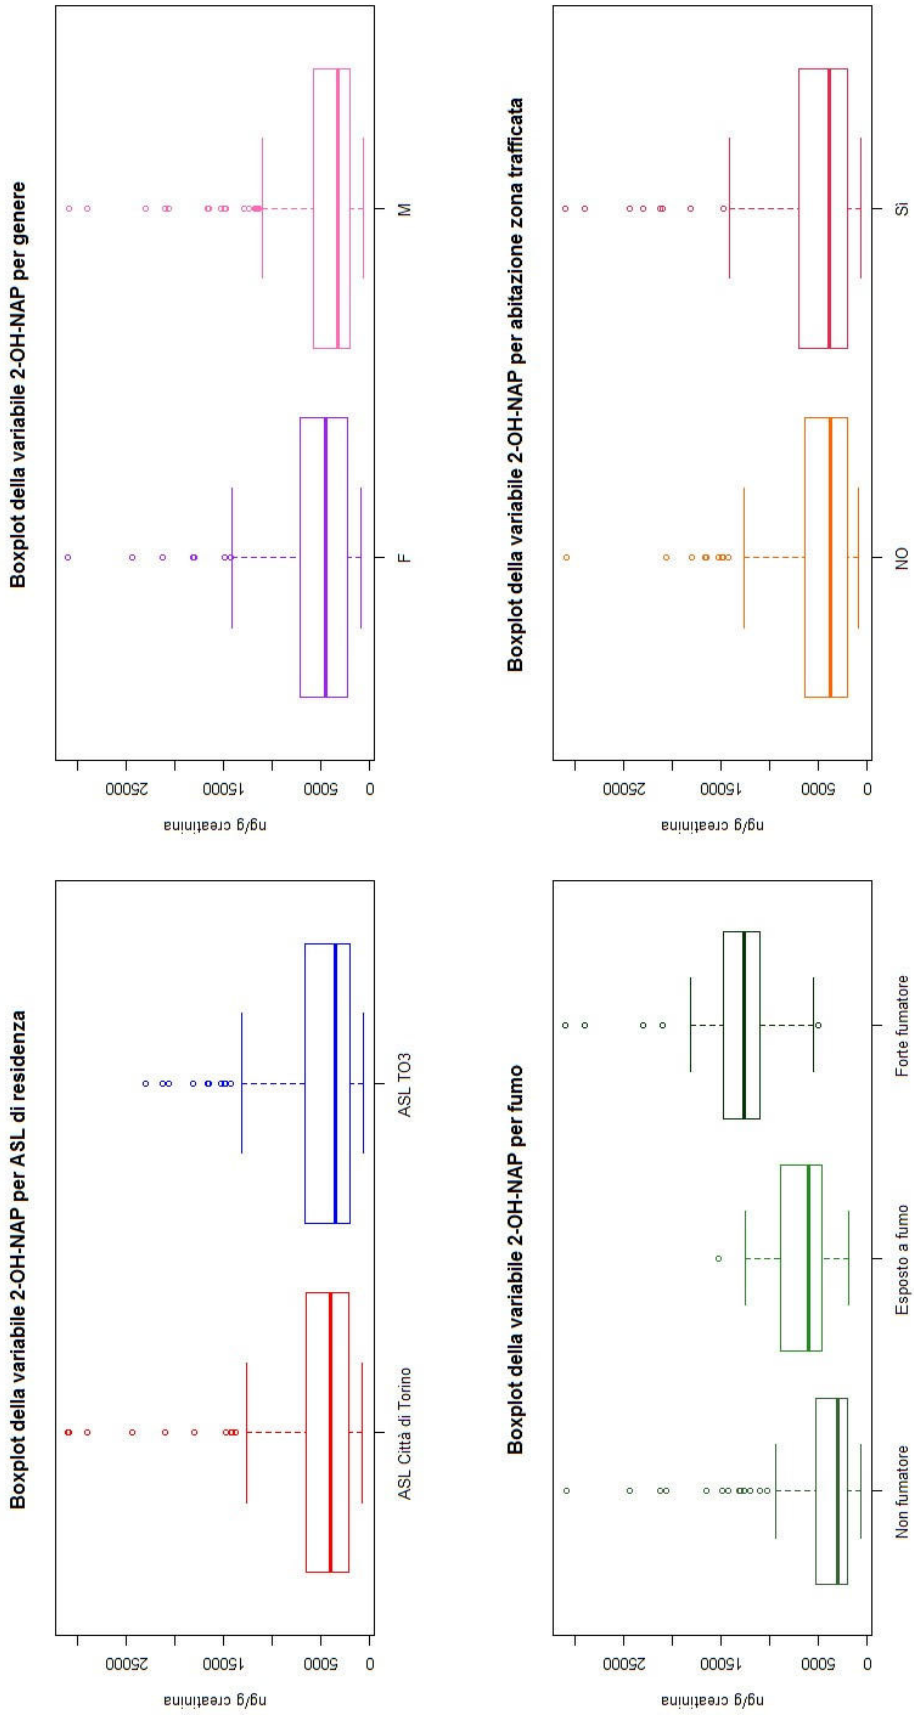 Boxplot della variabile 2-OH-NAP per ASL di residenza
ng/g creatinina
0
5000
15000
25000
ASL Città di Torino
ASL TO3
Boxplot della variabile 2-OH-NAP per genere
ng/g creatinina
0
5000
15000
25000
F
M
Boxplot della variabile 2-OH-NAP per fumo
ng/g creatinina
0
5000
15000
25000
Non fumatore
Esposto a fumo
Forte fumatore
Boxplot della variabile 2-OH-NAP per abitazione zona trafficata
ng/g creatinina
0
5000
15000
25000
NO
Sì